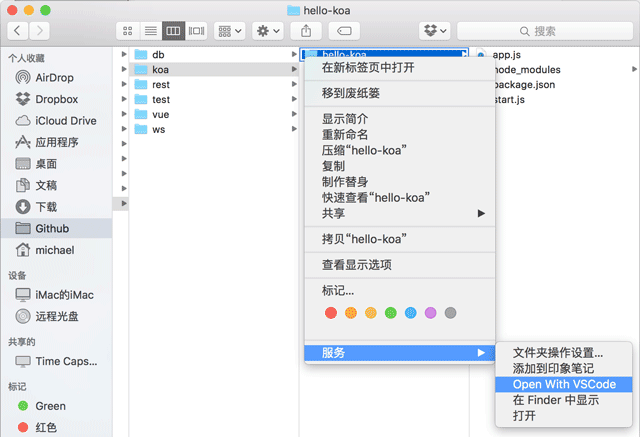 hello-koa
搜索
个人收藏
AirDrop
Dropbox
iCloud Drive
应用程序
桌面
文稿
下载
Github
michael
设备
iMac的iMac
远程光盘
共享的
Time Caps...
标记
Green
红色
db
koa
rest
test
vue
ws
hello-koa
app.js
node_modules
package.json
start.js
在新标签页中打开
移到废纸篓
显示简介
重新命名
压缩“hello-koa”
复制
制作替身
快速查看“hello-koa”
共享
拷贝“hello-koa”
查看显示选项
标记...
服务
文件夹操作设置...
添加到印象笔记
Open With VSCode
在 Finder 中显示
打开